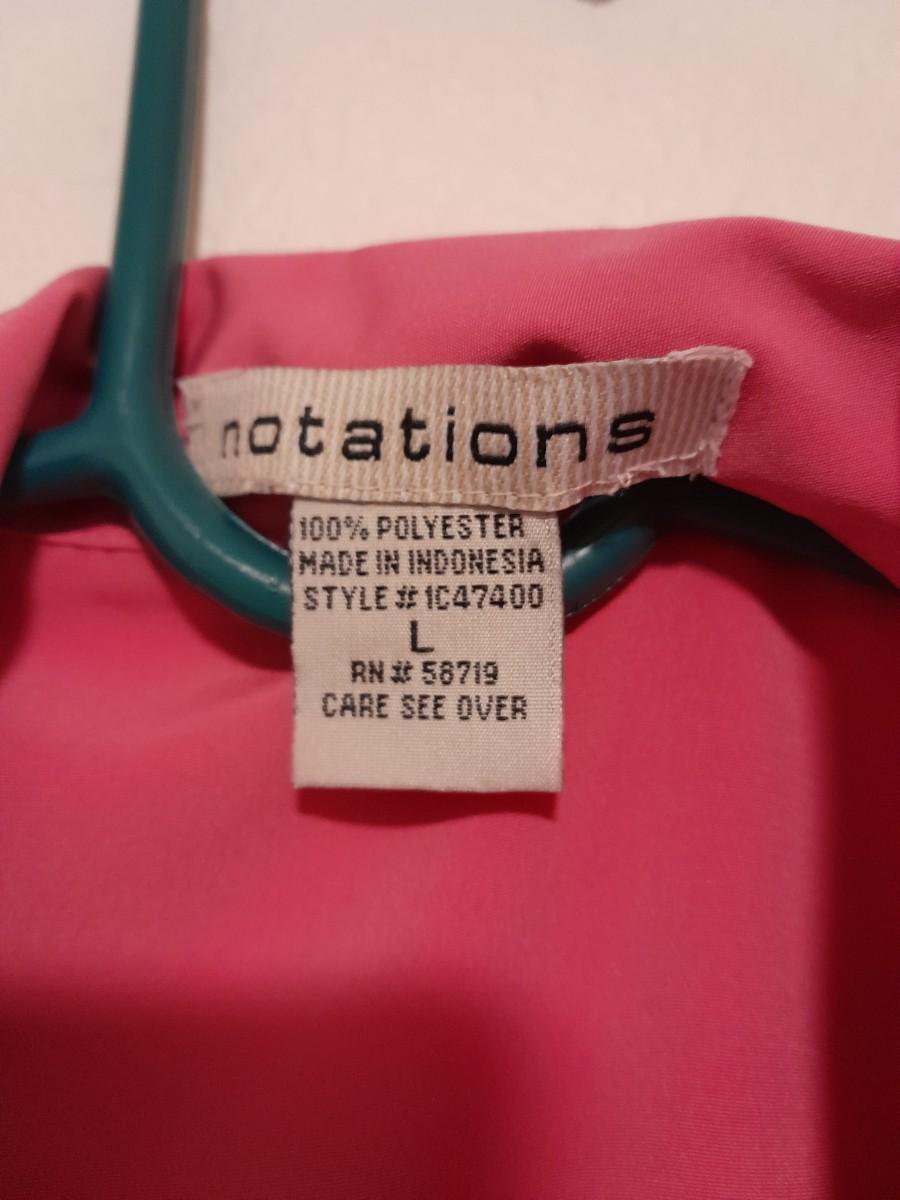 notations
100% POLYESTER
MADE IN INDONESIA
STYLE # 1C47400
L
RN # 58719
CARE SEE OVER